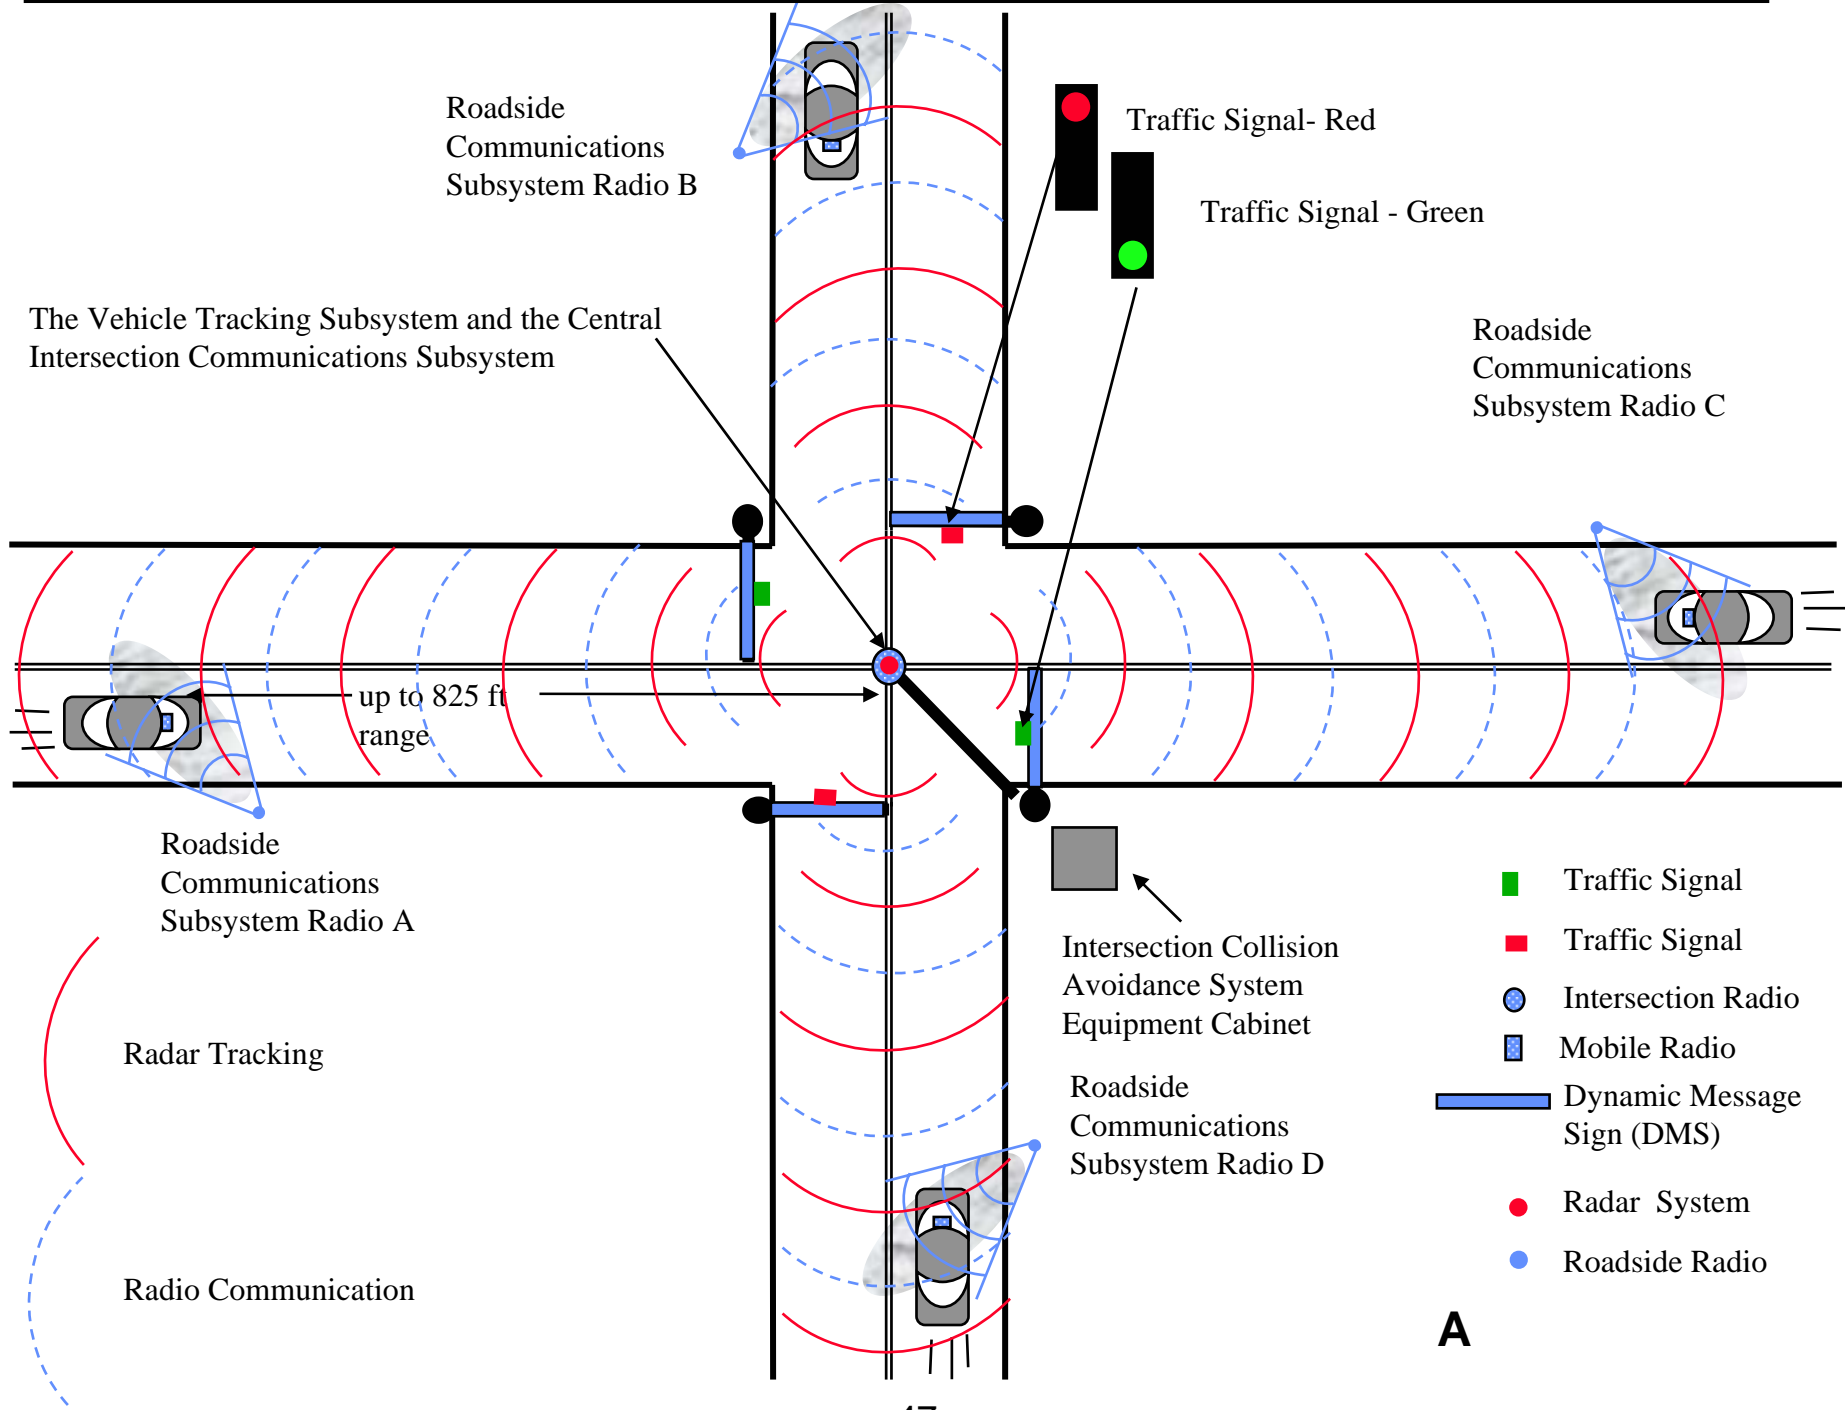 Roadside
Communications
Subsystem Radio B
Traffic Signal- Red
Traffic Signal - Green
The Vehicle Tracking Subsystem and the Central
Intersection Communications Subsystem
Roadside
Communications
Subsystem Radio C
up to 825 ft
range
Roadside
Communications
Subsystem Radio A
Radar Tracking
Radio Communication
Intersection Collision
Avoidance System
Equipment Cabinet
Roadside
Communications
Subsystem Radio D
Traffic Signal
Traffic Signal
Intersection Radio
Mobile Radio
Dynamic Message
Sign (DMS)
Radar System
Roadside Radio
A